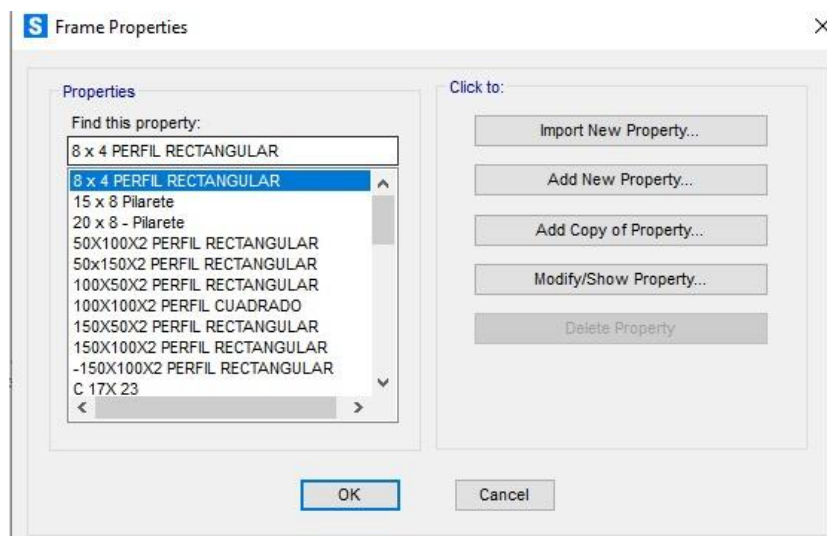 S Frame Properties
Properties
Find this property:
8 x 4 PERFIL RECTANGULAR
8 x 4 PERFIL RECTANGULAR
15 x 8 Pilarete
20 x 8 - Pilarete
50X100X2 PERFIL RECTANGULAR
50x150X2 PERFIL RECTANGULAR
100X50X2 PERFIL RECTANGULAR
100X100X2 PERFIL CUADRADO
150X50X2 PERFIL RECTANGULAR
150X100X2 PERFIL RECTANGULAR
-150X100X2 PERFIL RECTANGULAR
C 17X 23
Click to:
Import New Property...
Add New Property...
Add Copy of Property...
Modify/Show Property...
Delete Property
OK
Cancel